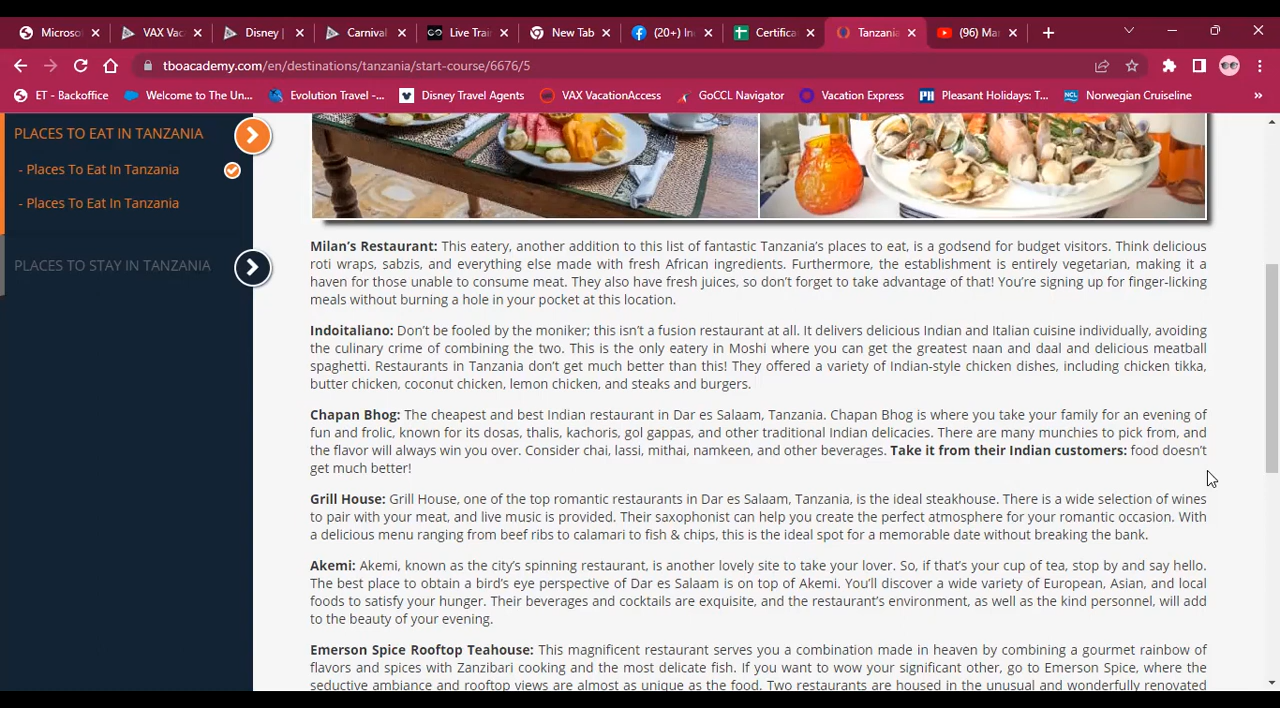 Microso
VAX Vac
Disney |
Carnival
Live Trai
New Tab
(20+) In
Certifica
Tanzania
(96) Ma
tboacademy.com/en/destinations/tanzania/start-course/6676/5
ET - Backoffice
Welcome to The Un...
Evolution Travel -...
Disney Travel Agents
VAX VacationAccess
GoCCL Navigator
Vacation Express
Pleasant Holidays: T...
Norwegian Cruiseline
»
PLACES TO EAT IN TANZANIA
- Places To Eat In Tanzania
- Places To Eat In Tanzania
PLACES TO STAY IN TANZANIA
Milan’s Restaurant: This eatery, another addition to this list of fantastic Tanzania’s places to eat, is a godsend for budget visitors. Think delicious
roti wraps, sabzis, and everything else made with fresh African ingredients. Furthermore, the establishment is entirely vegetarian, making it a
haven for those unable to consume meat. They also have fresh juices, so don’t forget to take advantage of that! You’re signing up for finger-licking
meals without burning a hole in your pocket at this location.
Indoitaliano: Don’t be fooled by the moniker; this isn’t a fusion restaurant at all. It delivers delicious Indian and Italian cuisine individually, avoiding
the culinary crime of combining the two. This is the only eatery in Moshi where you can get the greatest naan and daal and delicious meatball
spaghetti. Restaurants in Tanzania don’t get much better than this! They offered a variety of Indian-style chicken dishes, including chicken tikka,
butter chicken, coconut chicken, lemon chicken, and steaks and burgers.
Chapan Bhog: The cheapest and best Indian restaurant in Dar es Salaam, Tanzania. Chapan Bhog is where you take your family for an evening of
fun and frolic, known for its dosas, thalis, kachoris, gol gappas, and other traditional Indian delicacies. There are many munchies to pick from, and
the flavor will always win you over. Consider chai, lassi, mithai, namkeen, and other beverages. Take it from their Indian customers: food doesn’t
get much better!
Grill House: Grill House, one of the top romantic restaurants in Dar es Salaam, Tanzania, is the ideal steakhouse. There is a wide selection of wines
to pair with your meat, and live music is provided. Their saxophonist can help you create the perfect atmosphere for your romantic occasion. With
a delicious menu ranging from beef ribs to calamari to fish & chips, this is the ideal spot for a memorable date without breaking the bank.
Akemi: Akemi, known as the city’s spinning restaurant, is another lovely site to take your lover. So, if that’s your cup of tea, stop by and say hello.
The best place to obtain a bird’s eye perspective of Dar es Salaam is on top of Akemi. You’ll discover a wide variety of European, Asian, and local
foods to satisfy your hunger. Their beverages and cocktails are exquisite, and the restaurant’s environment, as well as the kind personnel, will add
to the beauty of your evening.
Emerson Spice Rooftop Teahouse: This magnificent restaurant serves you a combination made in heaven by combining a gourmet rainbow of
flavors and spices with Zanzibari cooking and the most delicate fish. If you want to wow your significant other, go to Emerson Spice, where the
seductive ambiance and rooftop views are almost as unique as the food. Two restaurants are housed in the unusual and wonderfully renovated